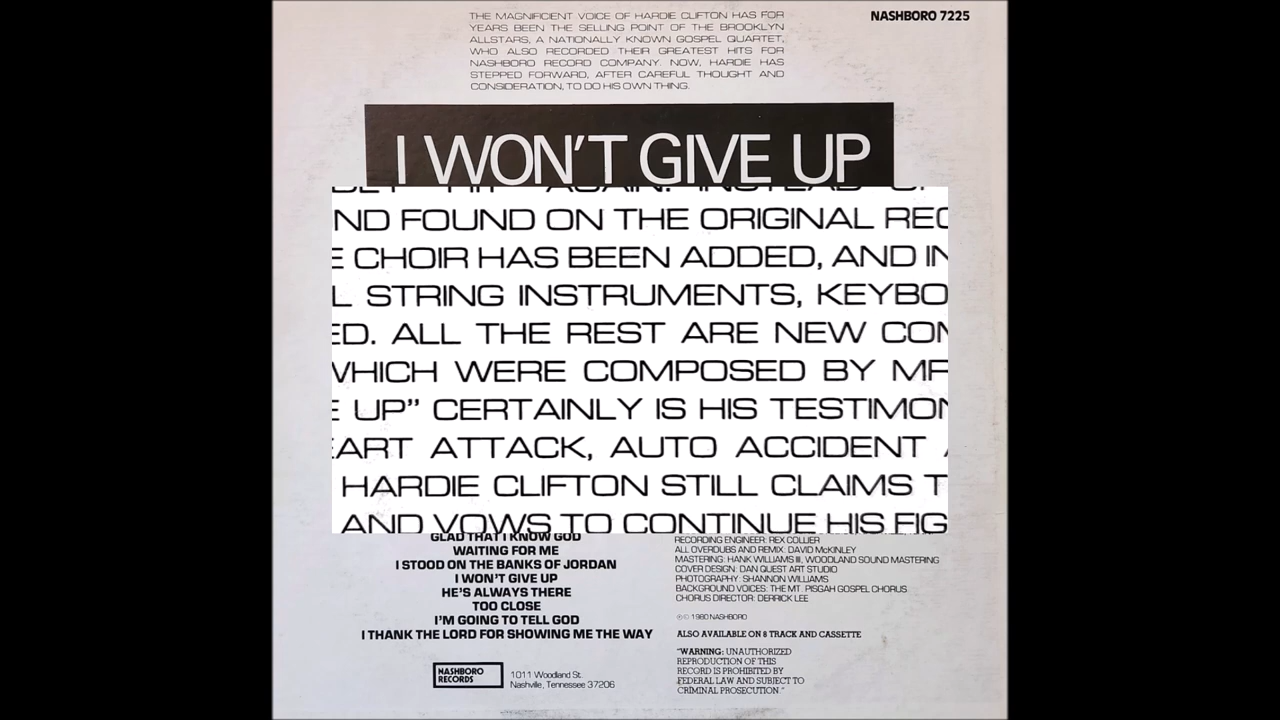 THE MAGNIFICIENT VOICE OF HARDIE CLIFTON HAS FOR
YEARS BEEN THE SELLING POINT OF THE BROOKLYN
ALLSTARS, A NATIONALLY KNOWN GOSPEL QUARTET,
WHO ALSO RECORDED THEIR GREATEST HITS FOR
NASHBORO RECORD COMPANY. NOW, HARDIE HAS
STEPPED FORWARD, AFTER CAREFUL THOUGHT AND
CONSIDERATION, TO DO HIS OWN THING.
NASHBORO 7225
I WON'T GIVE UP
AGAIN. INSTEAD
ND FOUND ON THE ORIGINAL REC
E CHOIR HAS BEEN ADDED, AND IN
L STRING INSTRUMENTS, KEYBO
ED. ALL THE REST ARE NEW CON
WHICH WERE COMPOSED BY MR
E UP" CERTAINLY IS HIS TESTIMON
EART ATTACK, AUTO ACCIDENT
HARDIE CLIFTON STILL CLAIMS T
AND VOWS TO CONTINUE HIS FIG
GLAD THAT I KNOW GOD
WAITING FOR ME
I STOOD ON THE BANKS OF JORDAN
I WON'T GIVE UP
HE'S ALWAYS THERE
TOO CLOSE
I'M GOING TO TELL GOD
I THANK THE LORD FOR SHOWING ME THE WAY
RECORDING ENGINEER: REX COLLIER
ALL OVERDUBS AND REMIX: DAVID McKINLEY
MASTERING: HANK WILLIAMS III, WOODLAND SOUND MASTERING
COVER DESIGN: DAN QUEST ART STUDIO
PHOTOGRAPHY: SHANNON WILLIAMS
BACKGROUND VOICES: THE MT. PISGAH GOSPEL CHORUS
CHORUS DIRECTOR: DERRICK LEE
℗© 1980 NASHBORO
ALSO AVAILABLE ON 8 TRACK AND CASSETTE
"WARNING: UNAUTHORIZED
REPRODUCTION OF THIS
RECORD IS PROHIBITED BY
FEDERAL LAW AND SUBJECT TO
CRIMINAL PROSECUTION."
NASHBORO
RECORDS
1011 Woodland St.
Nashville, Tennessee 37206